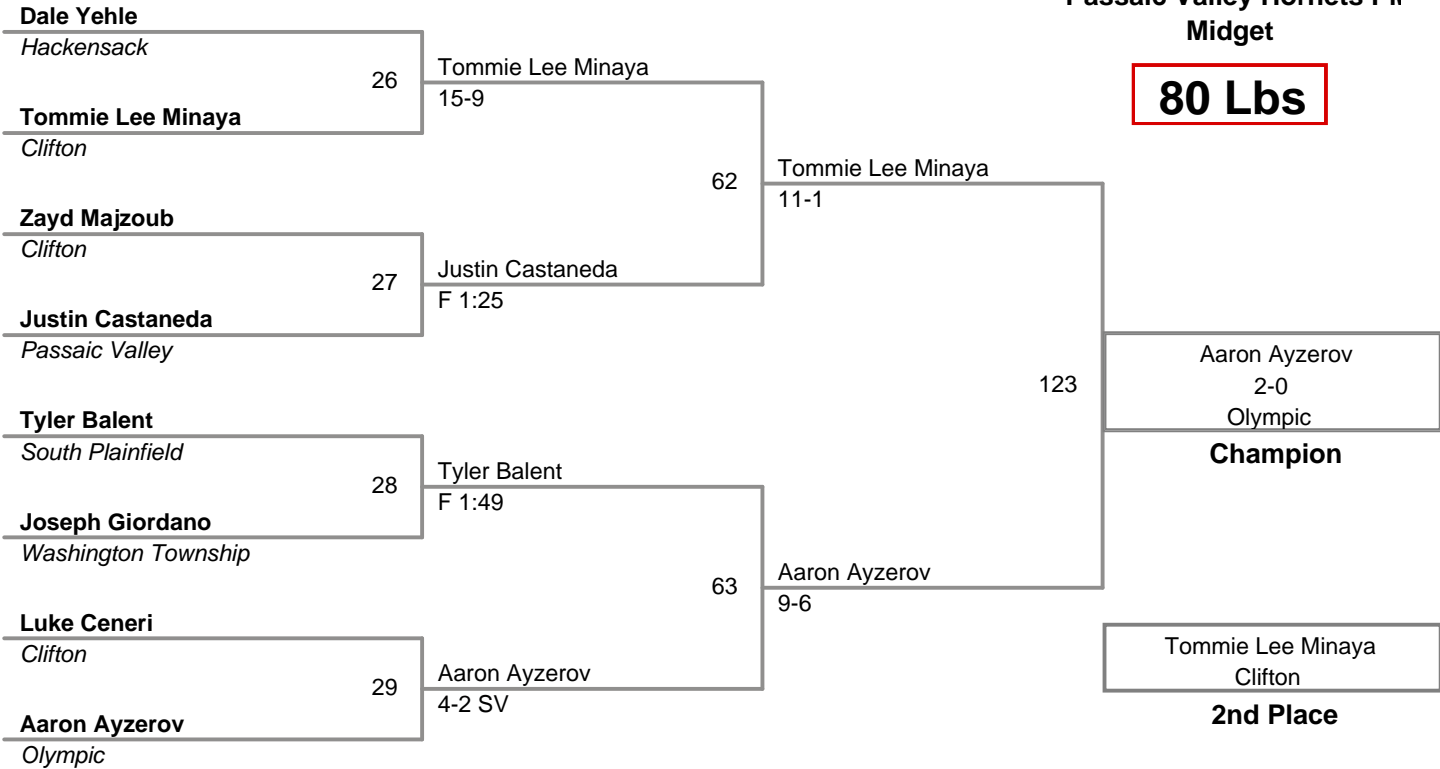 Passaic Valley Hornets
Midget
80 Lbs
Dale Yehle
Hackensack
26
Tommie Lee Minaya
15-9
Tommie Lee Minaya
Clifton
62
Tommie Lee Minaya
11-1
Zayd Majzoub
Clifton
27
Justin Castaneda
F 1:25
Justin Castaneda
Passaic Valley
123
Aaron Ayzerov
2-0
Olympic
Champion
Tyler Balent
South Plainfield
28
Tyler Balent
F 1:49
Joseph Giordano
Washington Township
63
Aaron Ayzerov
9-6
Luke Ceneri
Clifton
29
Aaron Ayzerov
4-2 SV
Aaron Ayzerov
Olympic
Tommie Lee Minaya
Clifton
2nd Place